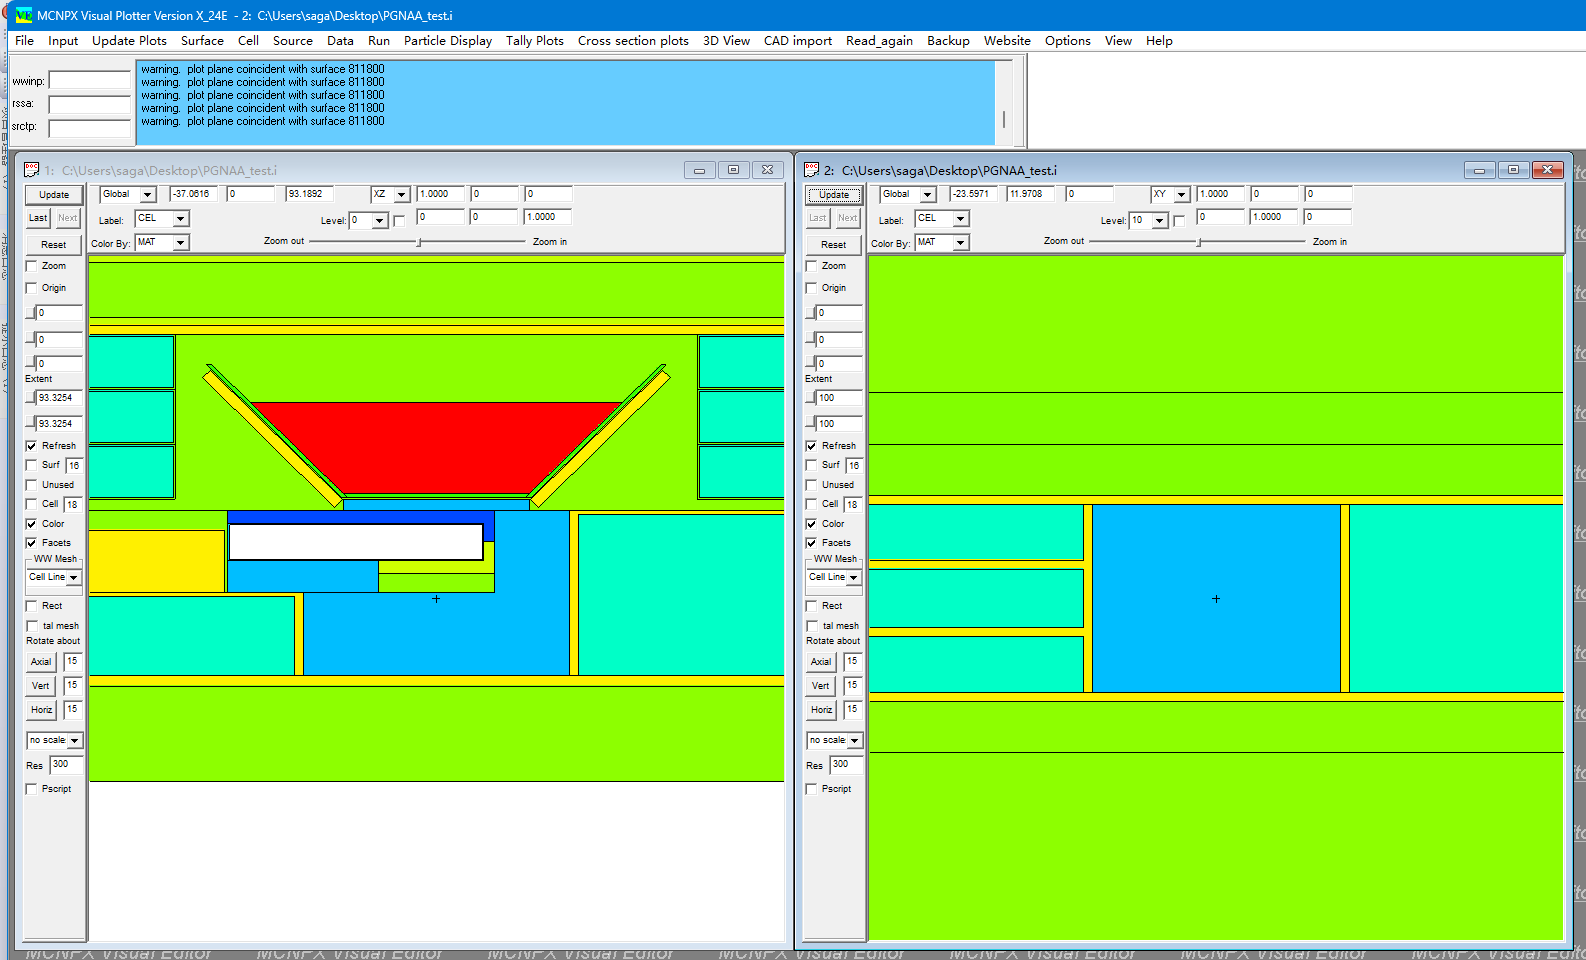 MCNPX Visual Plotter Version X_24E - 2: C:\Users\saga\Desktop\PGNAA_test.i
File Input Update Plots Surface Cell Source Data Run Particle Display Tally Plots Cross section plots 3D View CAD import Read_again Backup Website Options View Help
wwinp:
rssa:
srctp:
warning. plot plane coincident with surface 811800
warning. plot plane coincident with surface 811800
warning. plot plane coincident with surface 811800
warning. plot plane coincident with surface 811800
warning. plot plane coincident with surface 811800
1: C:\Users\saga\Desktop\PGNAA_test.i
Update Global -37.0616 0 93.1892 XZ 1.0000 0 0
Last Next Label: CEL Level: 0 0 0 1.0000
Reset Color By: MAT Zoom out Zoom in
Zoom
Origin
0
0
0
Extent
93.3254
93.3254
Refresh
Surf 16
Unused
Cell 18
Color
Facets
WW Mesh
Cell Line
Rect
tal mesh
Rotate about
Axial 15
Vert 15
Horiz 15
no scale
Res 300
Pscript
2: C:\Users\saga\Desktop\PGNAA_test.i
Update Global -23.5971 11.9708 0 XY 1.0000 0 0
Last Next Label: CEL Level: 10 0 1.0000 0
Reset Color By: MAT Zoom out Zoom in
Zoom
Origin
0
0
0
Extent
100
100
Refresh
Surf 16
Unused
Cell 18
Color
Facets
WW Mesh
Cell Line
Rect
tal mesh
Rotate about
Axial 15
Vert 15
Horiz 15
no scale
Res 300
Pscript
MCNPX Visual Editor MCNPX Visual Editor MCNPX Visual Editor MCNPX Visual Editor MCNPX Visual Editor MCNPX Visual Editor